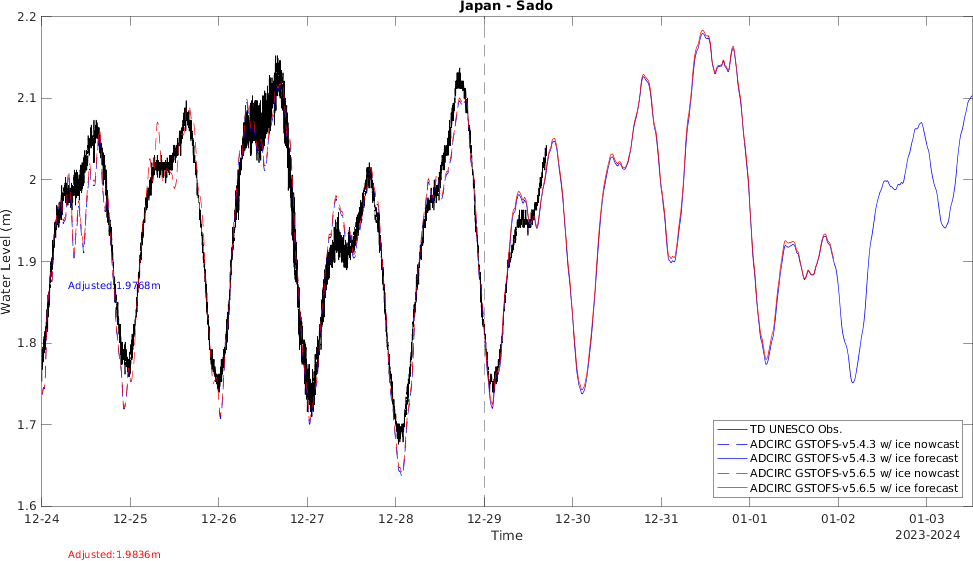 Japan - Sado
2.2
2.1
2
1.9
1.8
1.7
1.6
Water Level (m)
Adjusted:1.9768m
TD UNESCO Obs.
ADCIRC GSTOFS-v5.4.3 w/ ice nowcast
ADCIRC GSTOFS-v5.4.3 w/ ice forecast
ADCIRC GSTOFS-v5.6.5 w/ ice nowcast
ADCIRC GSTOFS-v5.6.5 w/ ice forecast
12-24 12-25 12-26 12-27 12-28 12-29 12-30 12-31 01-01 01-02 01-03
Time
2023-2024
Adjusted:1.9836m